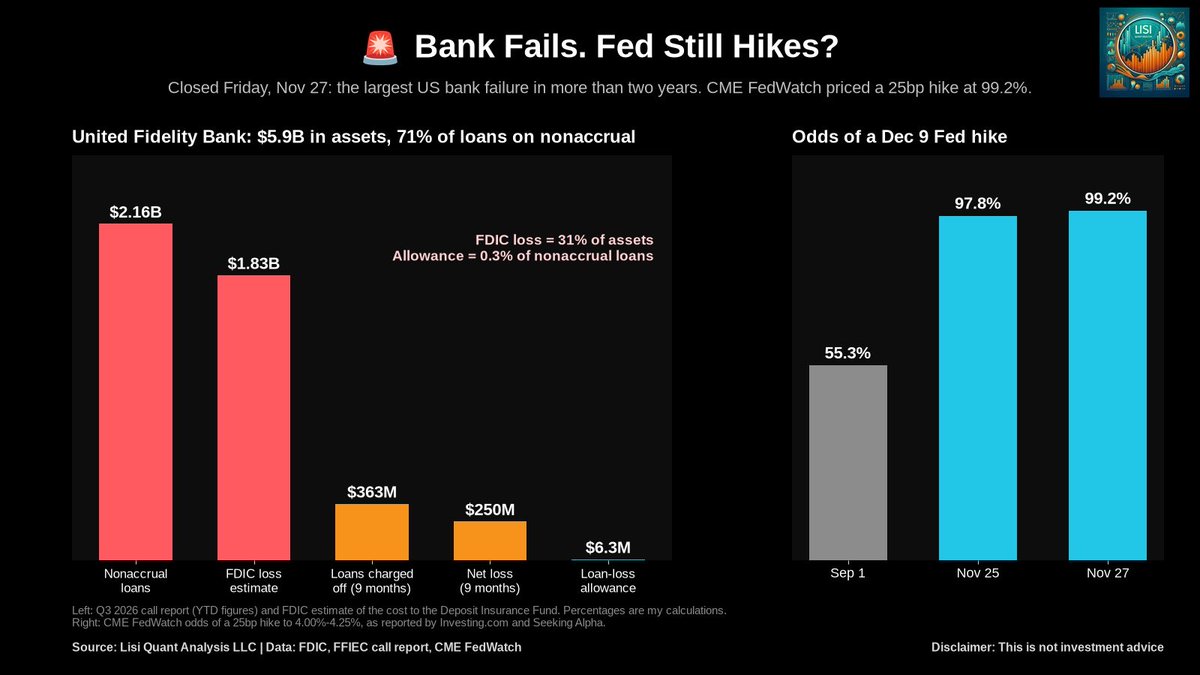 🚨 Bank Fails. Fed Still Hikes?
LISI
Closed Friday, Nov 27: the largest US bank failure in more than two years. CME FedWatch priced a 25bp hike at 99.2%.
United Fidelity Bank: $5.9B in assets, 71% of loans on nonaccrual
$2.16B
$1.83B
FDIC loss = 31% of assets
Allowance = 0.3% of nonaccrual loans
$363M
$250M
$6.3M
Nonaccrual
loans
FDIC loss
estimate
Loans charged
off (9 months)
Net loss
(9 months)
Loan-loss
allowance
Odds of a Dec 9 Fed hike
55.3%
97.8%
99.2%
Sep 1
Nov 25
Nov 27
Left: Q3 2026 call report (YTD figures) and FDIC estimate of the cost to the Deposit Insurance Fund. Percentages are my calculations.
Right: CME FedWatch odds of a 25bp hike to 4.00%-4.25%, as reported by Investing.com and Seeking Alpha.
Source: Lisi Quant Analysis LLC | Data: FDIC, FFIEC call report, CME FedWatch
Disclaimer: This is not investment advice